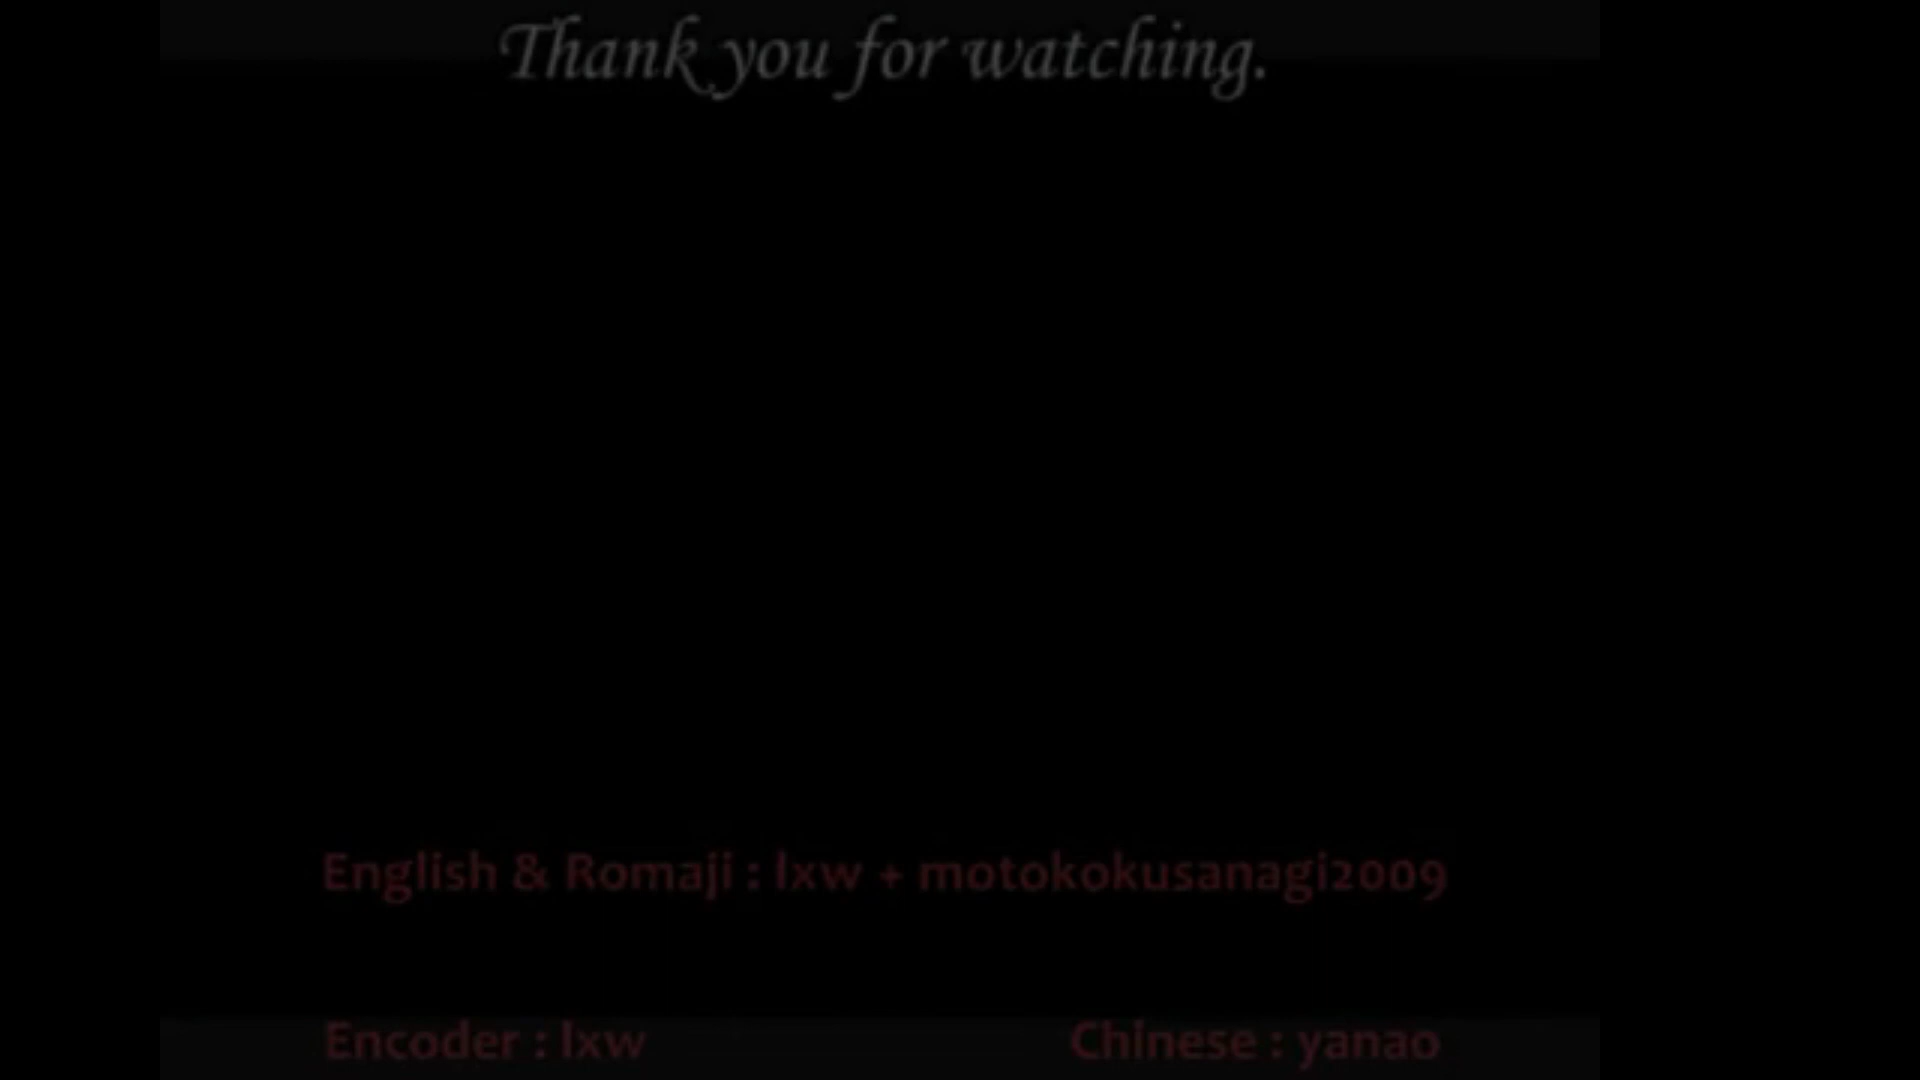 Thank you for watching.
English & Romaji : lxw + motokokusanagi2009
Encoder : lxw Chinese : yanao